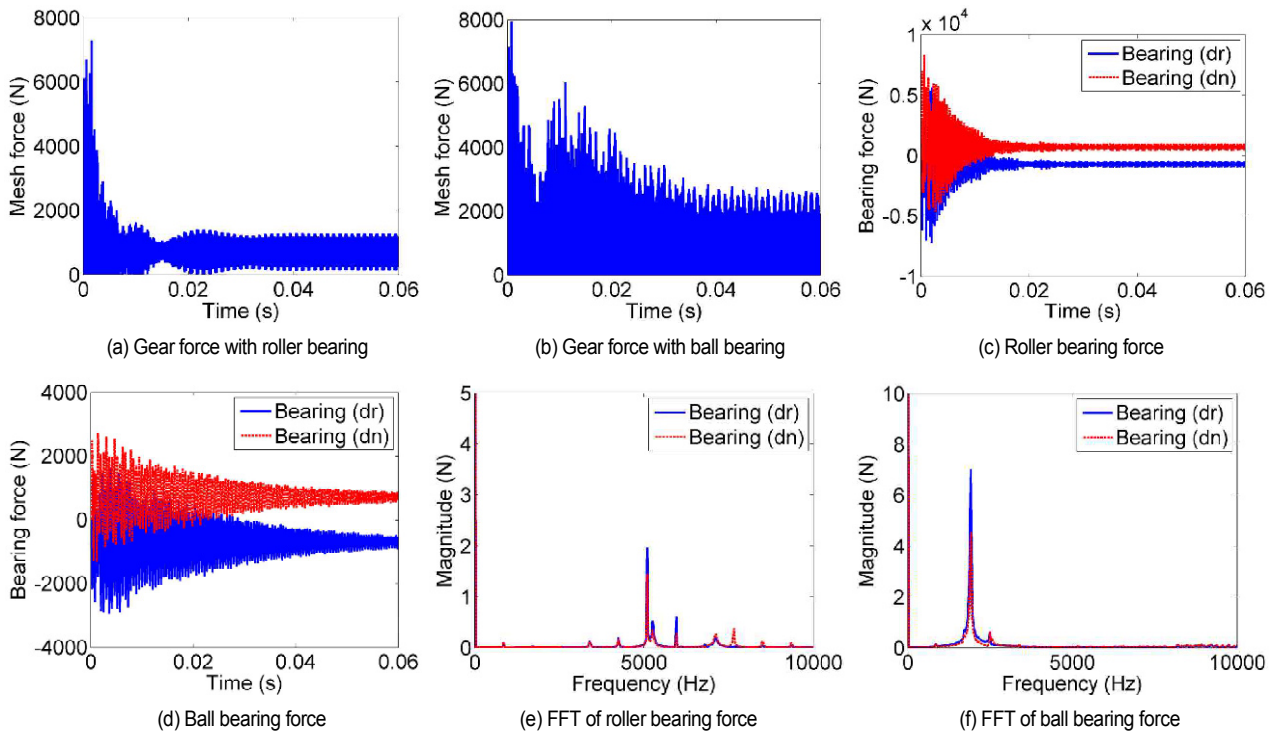 8000
6000
4000
2000
0
Mesh force (N)
0 0.02 0.04 0.06
Time (s)
(a) Gear force with roller bearing
8000
6000
4000
2000
0
Mesh force (N)
0 0.02 0.04 0.06
Time (s)
(b) Gear force with ball bearing
x 10^4
1
0.5
0
-0.5
-1
Bearing force (N)
Bearing (dr)
Bearing (dn)
0 0.02 0.04 0.06
Time (s)
(c) Roller bearing force
4000
2000
0
-2000
-4000
Bearing force (N)
Bearing (dr)
Bearing (dn)
0 0.02 0.04 0.06
Time (s)
(d) Ball bearing force
5
4
3
2
1
0
Magnitude (N)
Bearing (dr)
Bearing (dn)
0 5000 10000
Frequency (Hz)
(e) FFT of roller bearing force
10
8
6
4
2
0
Magnitude (N)
Bearing (dr)
Bearing (dn)
0 5000 10000
Frequency (Hz)
(f) FFT of ball bearing force